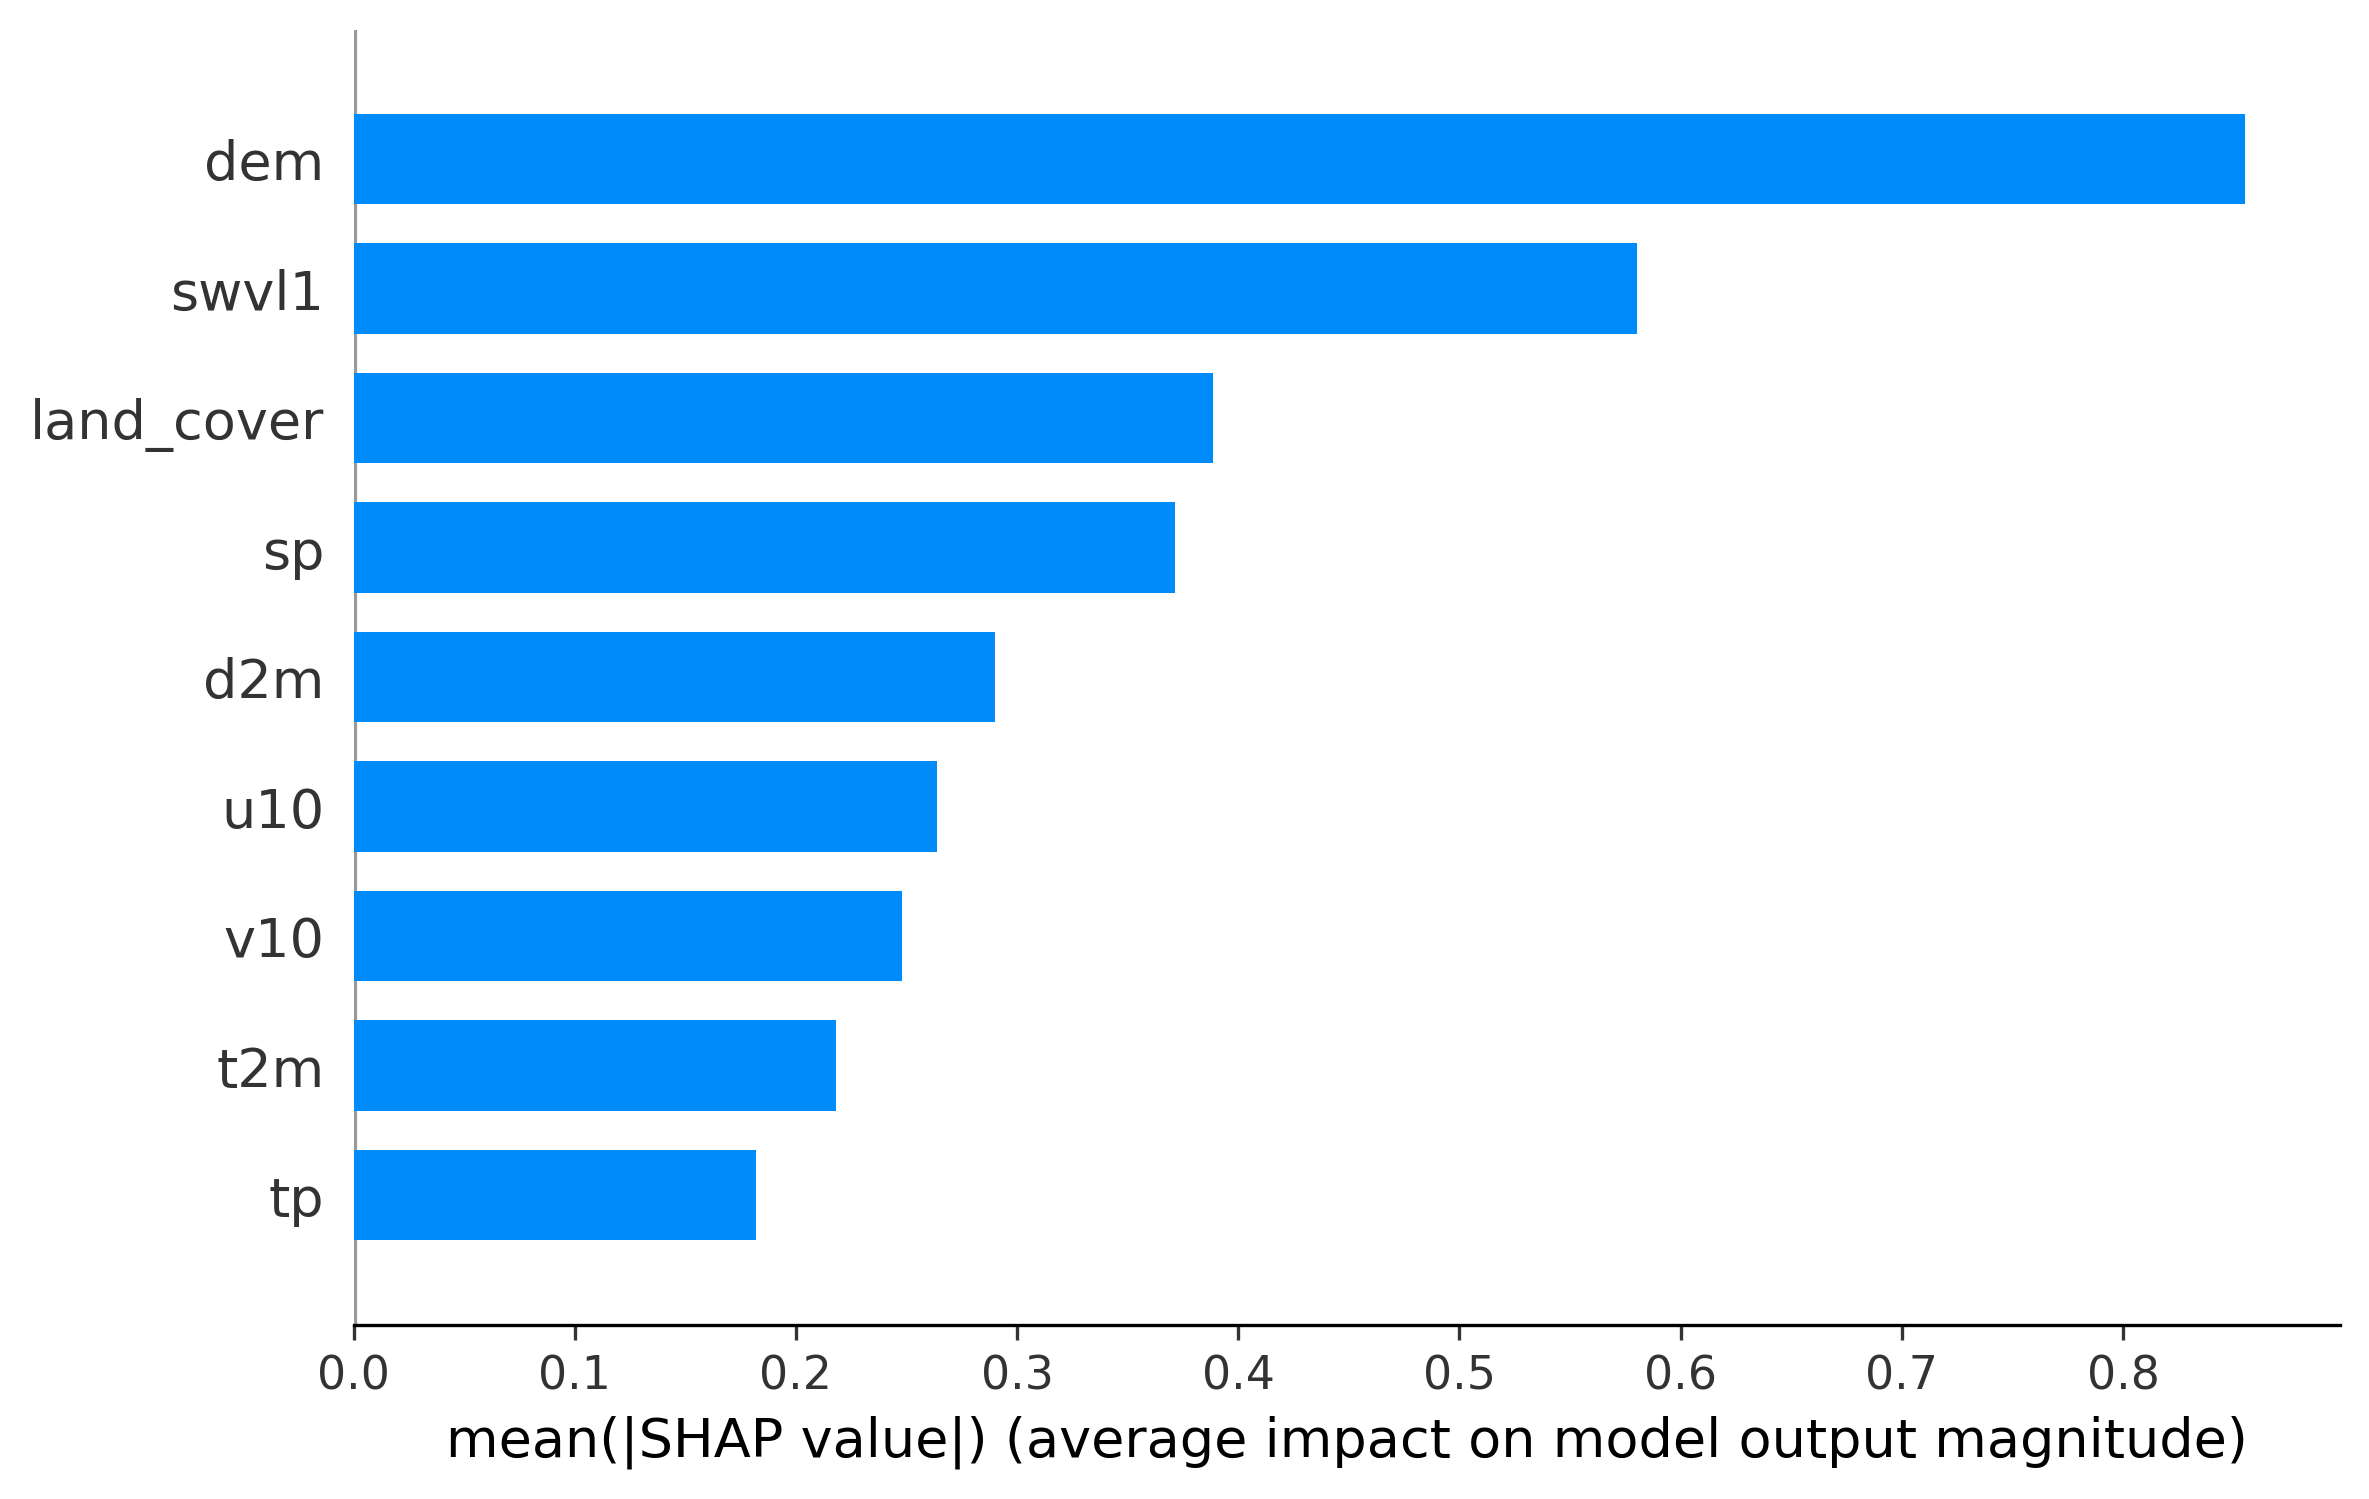 dem
swvl1
land_cover
sp
d2m
u10
v10
t2m
tp
0.0 0.1 0.2 0.3 0.4 0.5 0.6 0.7 0.8
mean(|SHAP value|) (average impact on model output magnitude)